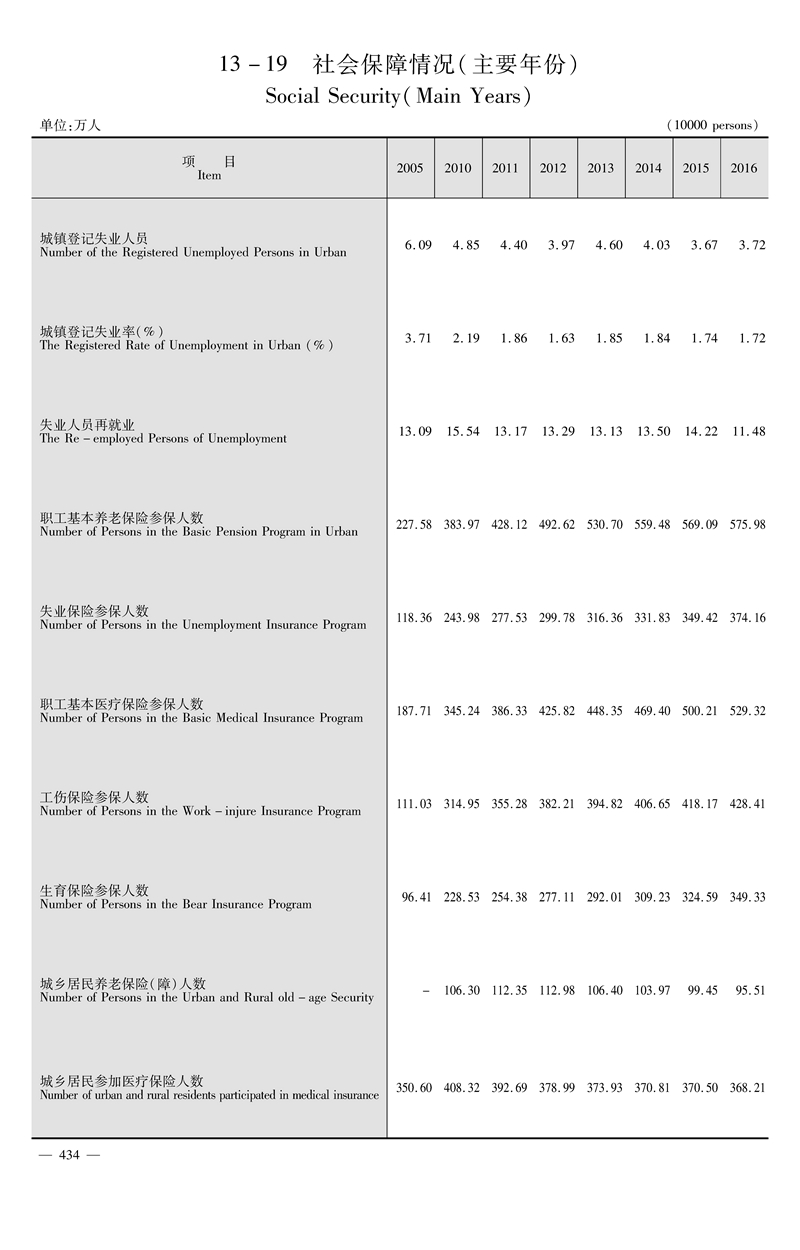 13－19 社会保障情况(主要年份)
Social Security(Main Years)
单位:万人 (10000 persons)
项 目 2005 2010 2011 2012 2013 2014 2015 2016
Item
城镇登记失业人员
Number of the Registered Unemployed Persons in Urban 6.09 4.85 4.40 3.97 4.60 4.03 3.67 3.72
城镇登记失业率(%)
The Registered Rate of Unemployment in Urban (%) 3.71 2.19 1.86 1.63 1.85 1.84 1.74 1.72
失业人员再就业
The Re－employed Persons of Unemployment 13.09 15.54 13.17 13.29 13.13 13.50 14.22 11.48
职工基本养老保险参保人数
Number of Persons in the Basic Pension Program in Urban 227.58 383.97 428.12 492.62 530.70 559.48 569.09 575.98
失业保险参保人数
Number of Persons in the Unemployment Insurance Program 118.36 243.98 277.53 299.78 316.36 331.83 349.42 374.16
职工基本医疗保险参保人数
Number of Persons in the Basic Medical Insurance Program 187.71 345.24 386.33 425.82 448.35 469.40 500.21 529.32
工伤保险参保人数
Number of Persons in the Work－injure Insurance Program 111.03 314.95 355.28 382.21 394.82 406.65 418.17 428.41
生育保险参保人数
Number of Persons in the Bear Insurance Program 96.41 228.53 254.38 277.11 292.01 309.23 324.59 349.33
城乡居民养老保险(障)人数
Number of Persons in the Urban and Rural old－age Security － 106.30 112.35 112.98 106.40 103.97 99.45 95.51
城乡居民参加医疗保险人数
Number of urban and rural residents participated in medical insurance 350.60 408.32 392.69 378.99 373.93 370.81 370.50 368.21
— 434 —